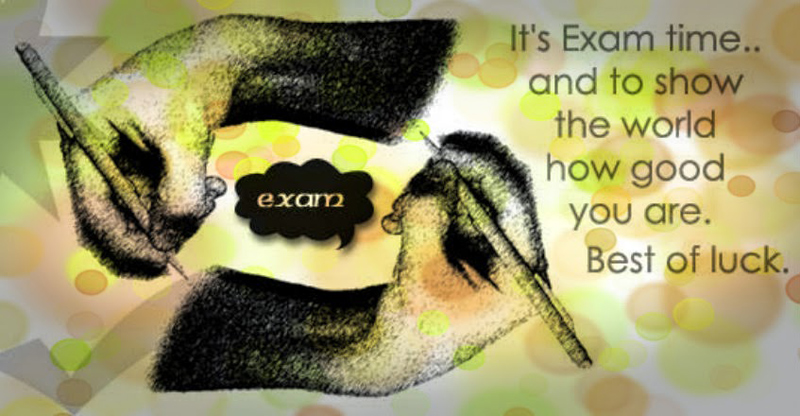 exam
It's Exam time..
and to show
the world
how good
you are.
Best of luck.